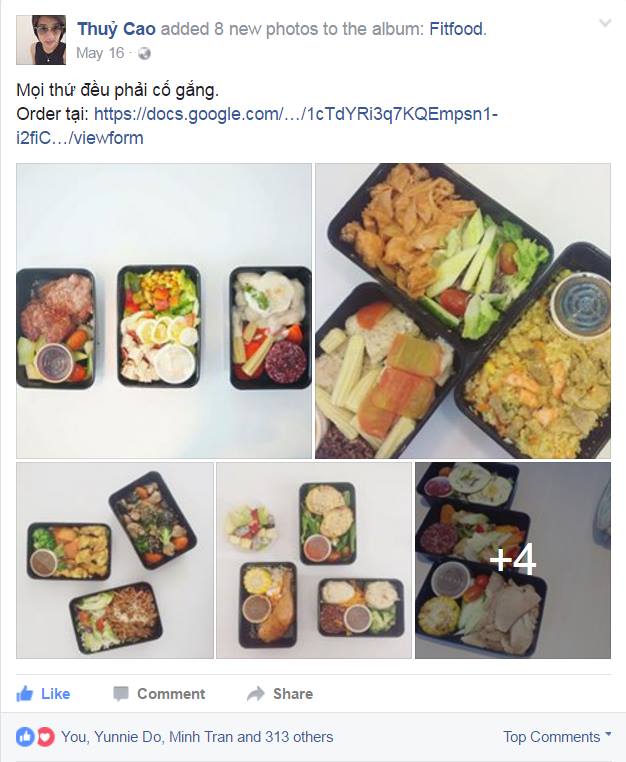 Thuỷ Cao added 8 new photos to the album: Fitfood.
May 16 ·
Mọi thứ đều phải cố gắng.
Order tại: https://docs.google.com/…/1cTdYRi3q7KQEmpsn1-
i2fiC…/viewform
+4
Like Comment Share
You, Yunnie Do, Minh Tran and 313 others
Top Comments